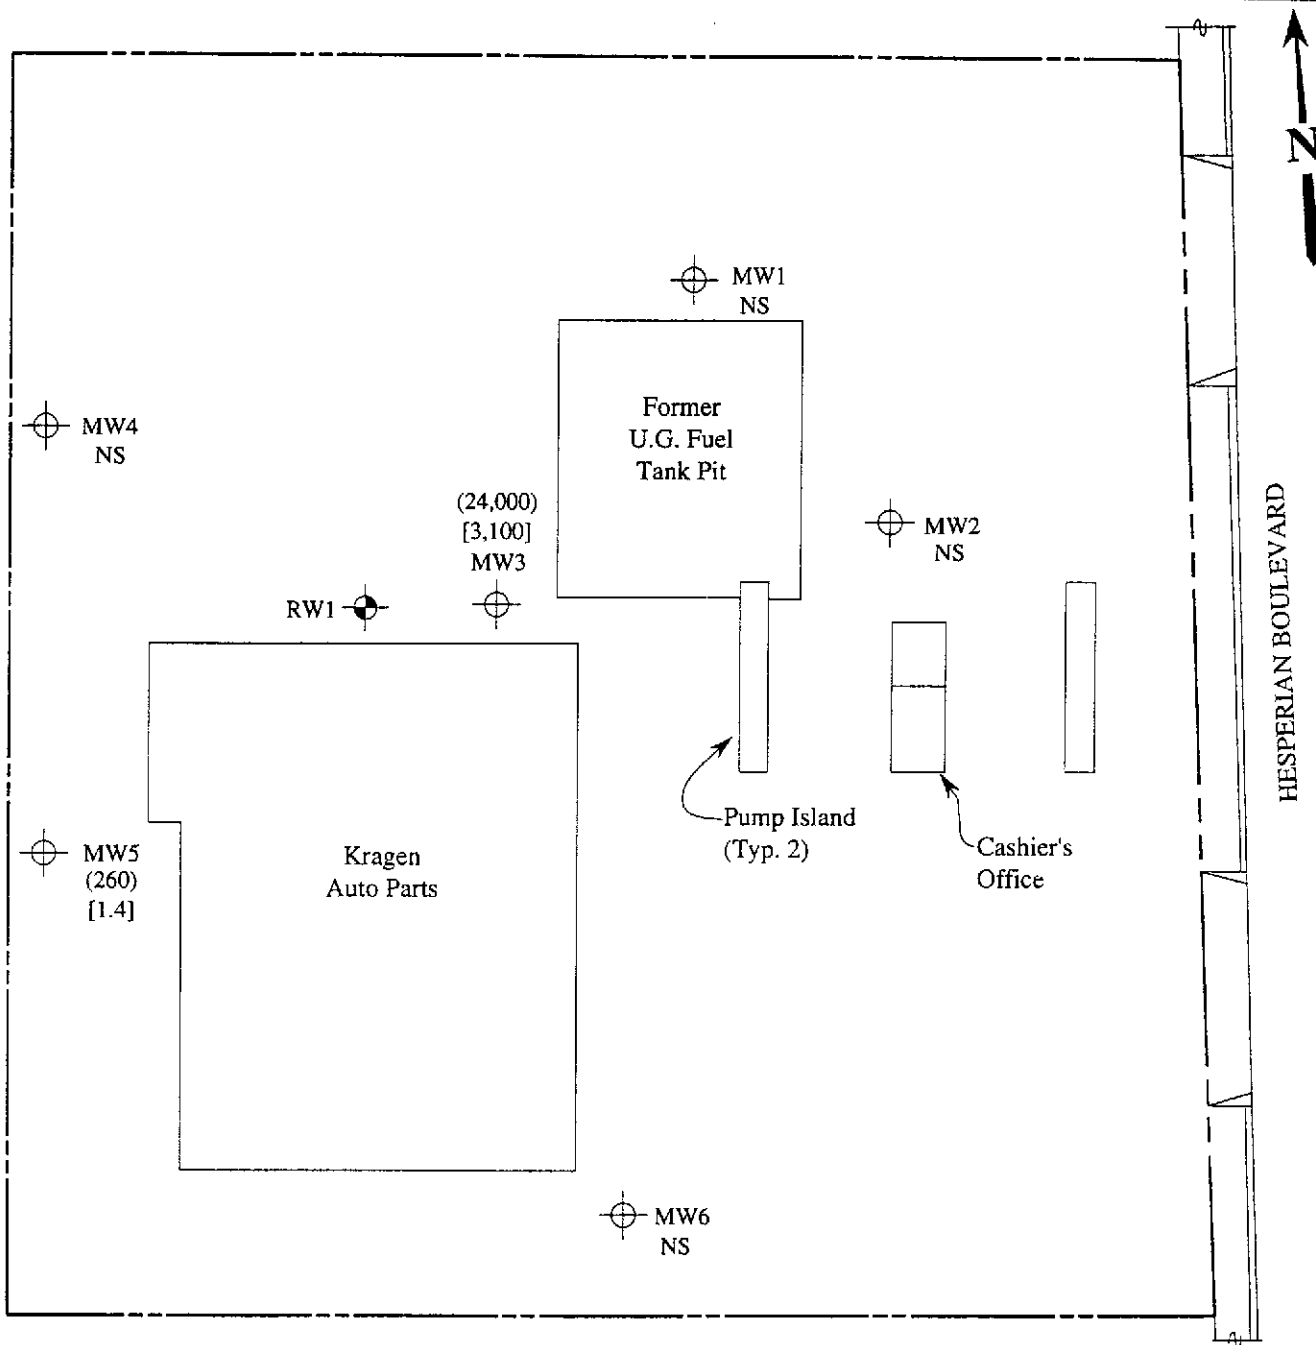 N
MW1
NS
MW4
NS
Former
U.G. Fuel
Tank Pit
(24,000)
[3,100]
MW3
MW2
NS
RW1
HESPERIAN BOULEVARD
Pump Island
(Typ. 2)
Cashier's
Office
MW5
(260)
[1.4]
Kragen
Auto Parts
MW6
NS